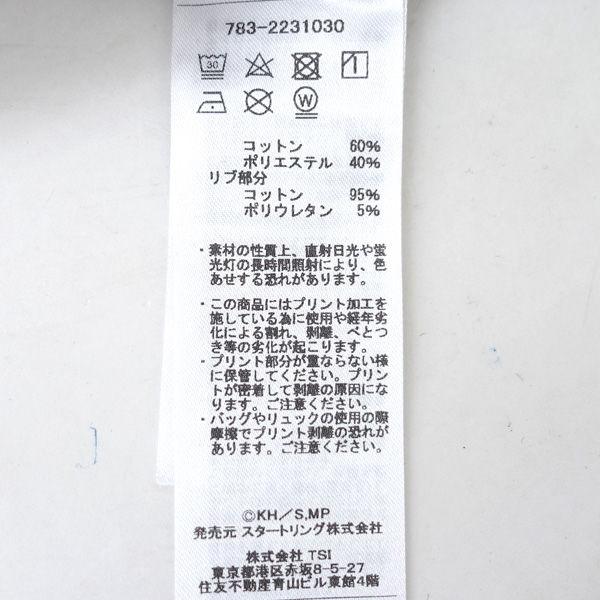 783-2231030
30
W
コットン 60%
ポリエステル 40%
リブ部分
コットン 95%
ポリウレタン 5%
・素材の性質上、直射日光や蛍
光灯の長時間照射により、色
あせする恐れがあります。
・この商品にはプリント加工を
施している為に使用や経年劣
化による割れ、剥離、べとつ
き等の劣化が起こります。
・プリント部分が重ならない様
に保管してください。プリン
トが密着して剥離の原因にな
ります。ご注意ください。
・バッグやリュックの使用の際
摩擦でプリント剥離の恐れが
あります。ご注意ください。
©KH/S,MP
発売元 スタートリング株式会社
株式会社 TSI
東京都港区赤坂8-5-27
住友不動産青山ビル東館4階